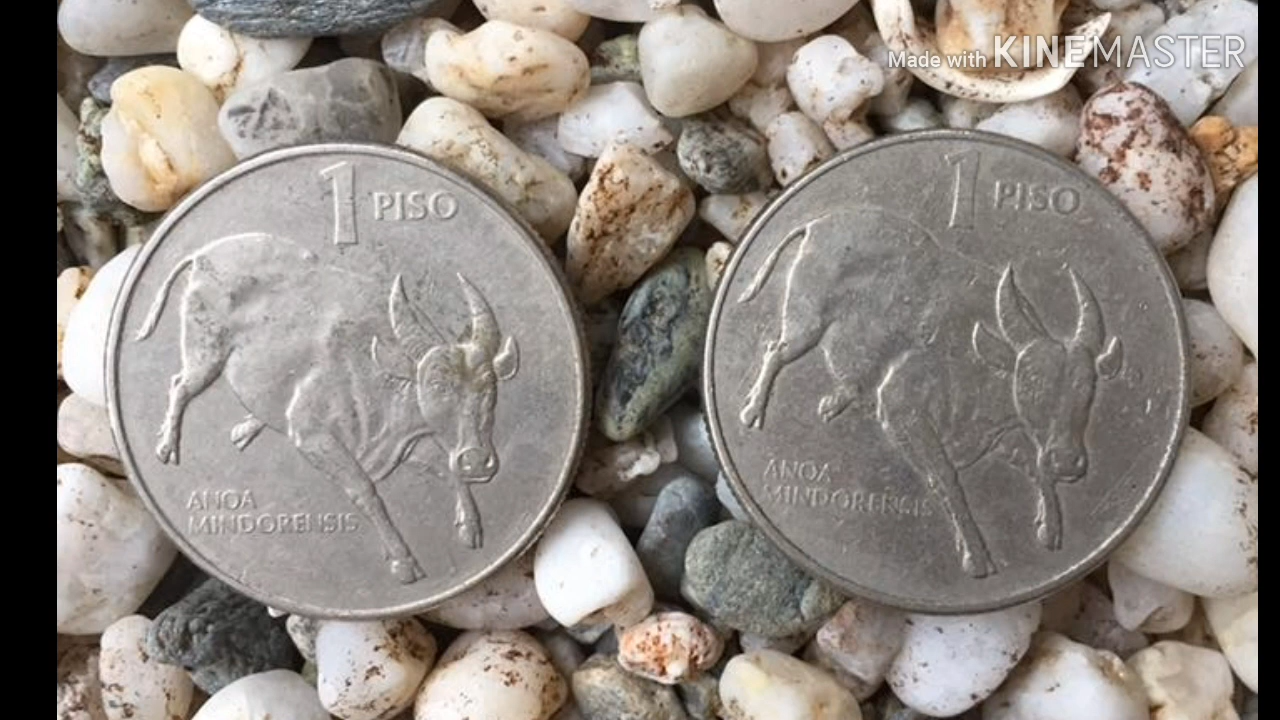 Made with KINEMASTER
1 PISO
ANOA
MINDORENSIS
1 PISO
ANOA
MINDORENSIS